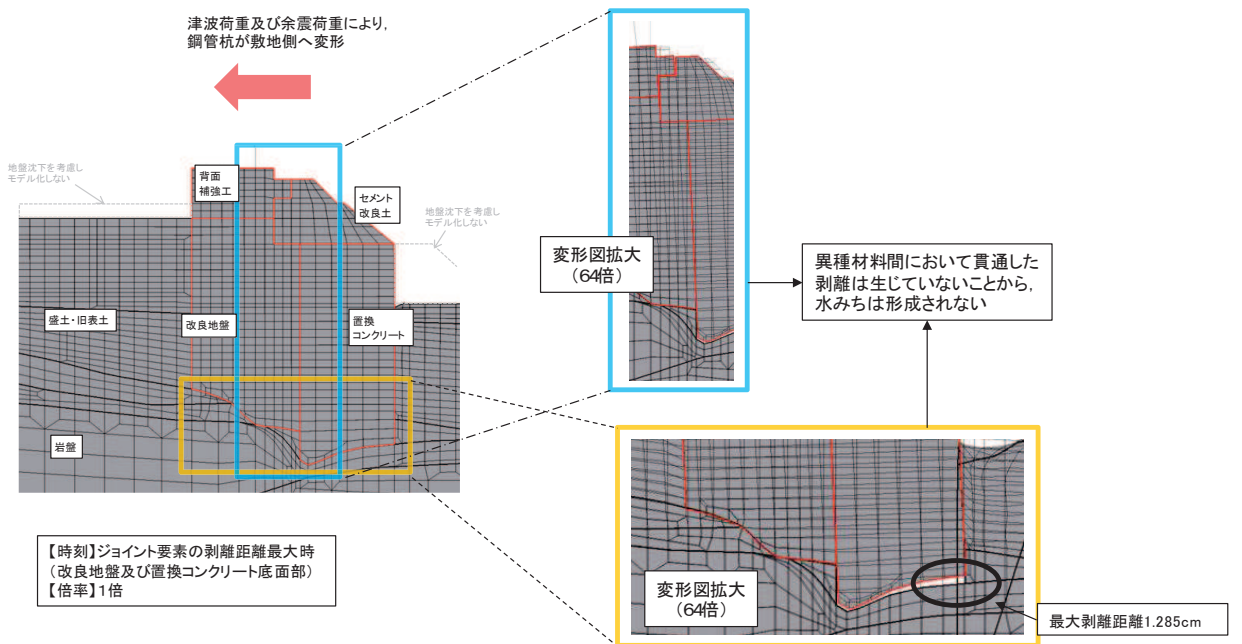 津波荷重及び余震荷重により,
鋼管杭が敷地側へ変形
地盤沈下を考慮し
モデル化しない
背面
補強工
セメント
改良土
地盤沈下を考慮し
モデル化しない
盛土・旧表土
改良地盤
置換
コンクリート
岩盤
変形図拡大
(64倍)
異種材料間において貫通した
剥離は生じていないことから,
水みちは形成されない
【時刻】ジョイント要素の剥離距離最大時
(改良地盤及び置換コンクリート底面部)
【倍率】1倍
変形図拡大
(64倍)
最大剥離距離1.285cm